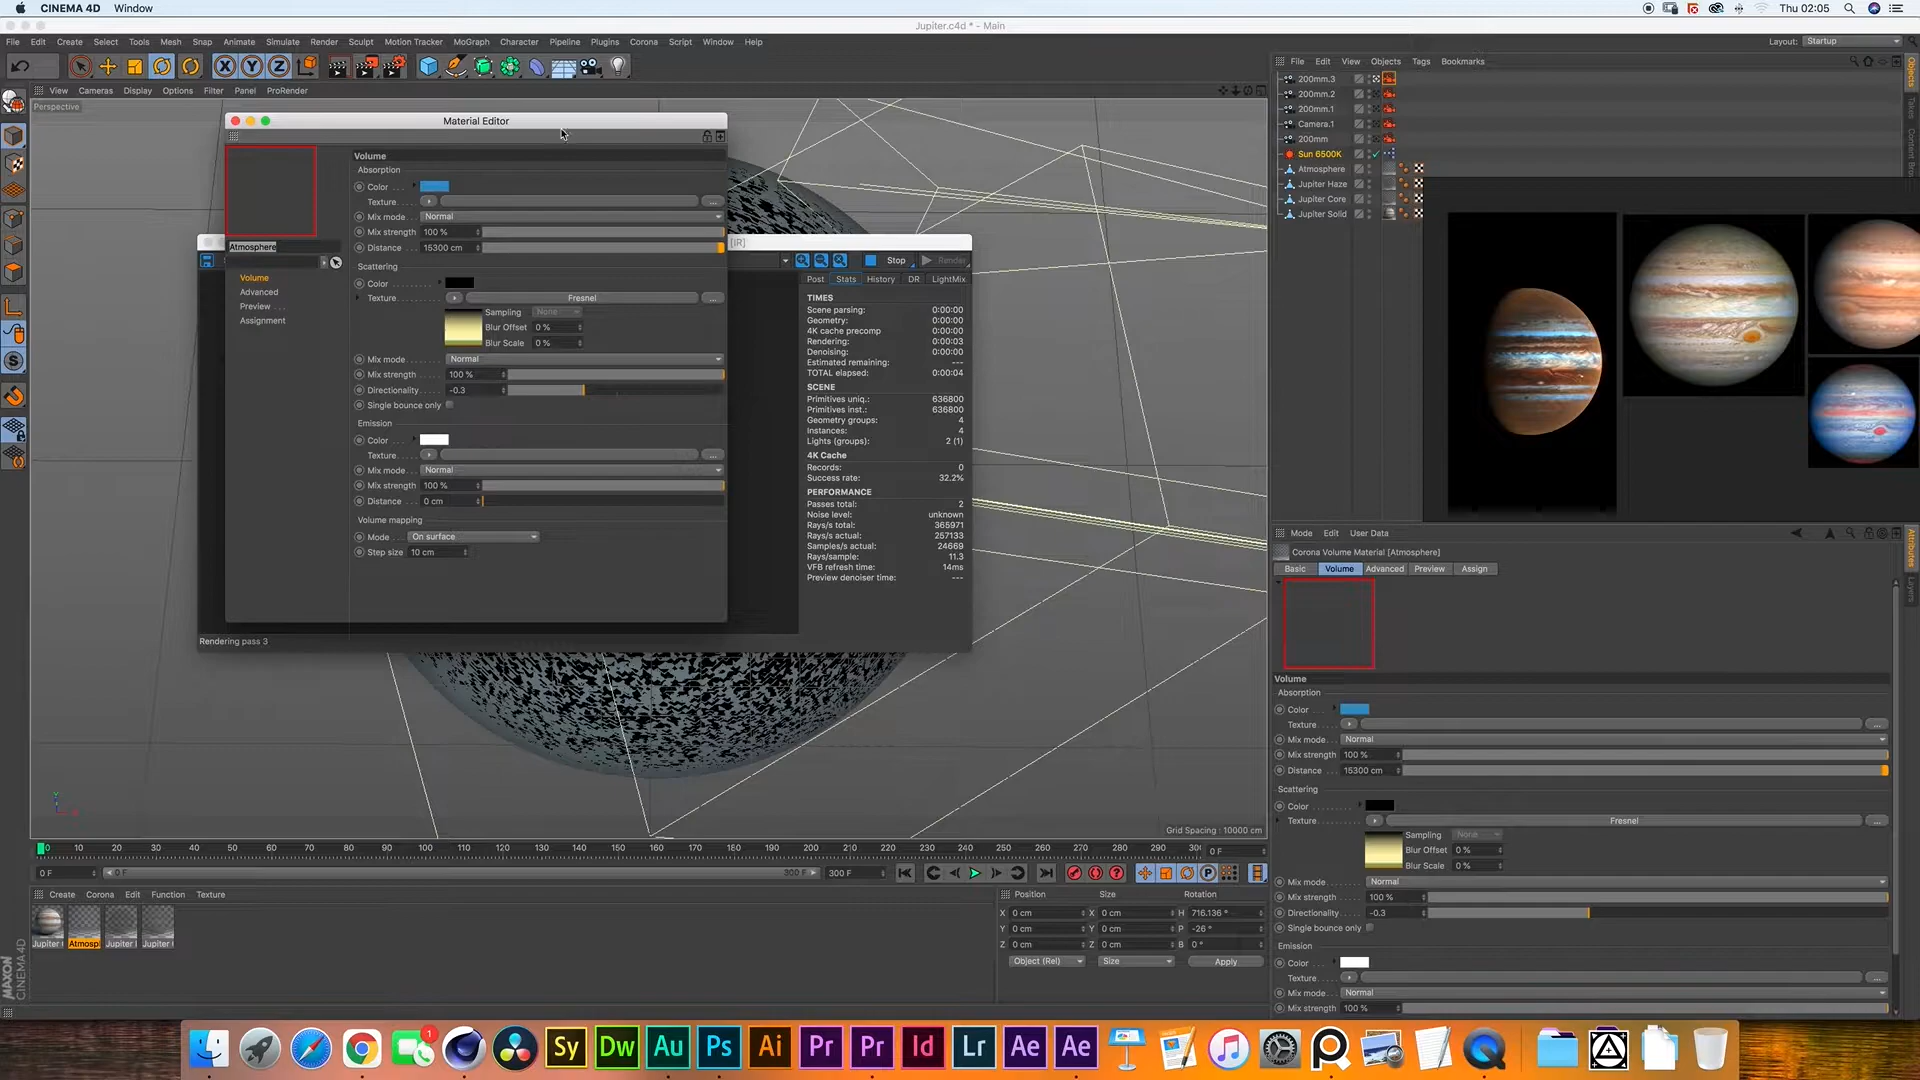 CINEMA 4D Window Thu 02:05
Jupiter.c4d * - Main
File Edit Create Select Tools Mesh Snap Animate Simulate Render Sculpt Motion Tracker MoGraph Character Pipeline Plugins Corona Script Window Help Layout: Startup
View Cameras Display Options Filter Panel ProRender
Perspective
Material Editor
Atmosphere
Volume
Advanced
Preview
Assignment
Volume
Absorption
Color
Texture
Mix mode Normal
Mix strength 100 %
Distance 15300 cm
Scattering
Color
Texture Fresnel
Sampling None
Blur Offset 0 %
Blur Scale 0 %
Mix mode Normal
Mix strength 100 %
Directionality -0.3
Single bounce only
Emission
Color
Texture
Mix mode Normal
Mix strength 100 %
Distance 0 cm
Volume mapping
Mode On surface
Step size 10 cm
[IR]
Stop Render
Post Stats History DR LightMix
TIMES
Scene parsing: 0:00:00
Geometry: 0:00:00
4K cache precomp 0:00:00
Rendering: 0:00:03
Denoising: 0:00:00
Estimated remaining: ---
TOTAL elapsed: 0:00:04
SCENE
Primitives uniq.: 636800
Primitives inst.: 636800
Geometry groups: 4
Instances: 4
Lights (groups): 2 (1)
4K Cache
Records: 0
Success rate: 32.2%
PERFORMANCE
Passes total: 2
Noise level: unknown
Rays/s total: 365971
Rays/s actual: 257133
Samples/s actual: 24669
Rays/sample: 11.3
VFB refresh time: 14ms
Preview denoiser time: ---
Rendering pass 3
Grid Spacing : 10000 cm
0 10 20 30 40 50 60 70 80 90 100 110 120 130 140 150 160 170 180 190 200 210 220 230 240 250 260 270 280 290 0 F
0 F 0 F 300 F 300 F
Create Corona Edit Function Texture
Jupiter Atmosp Jupiter Jupiter
Position Size Rotation
X 0 cm X 0 cm H 716.136 °
Y 0 cm Y 0 cm P -26 °
Z 0 cm Z 0 cm B 0 °
Object (Rel) Size Apply
MAXON
CINEMA 4D
File Edit View Objects Tags Bookmarks
200mm.3
200mm.2
200mm.1
Camera.1
200mm
Sun 6500K
Atmosphere
Jupiter Haze
Jupiter Core
Jupiter Solid
Objects
Takes
Content Brow
Mode Edit User Data
Corona Volume Material [Atmosphere]
Basic Volume Advanced Preview Assign
Attributes
Layers
Volume
Absorption
Color
Texture
Mix mode Normal
Mix strength 100 %
Distance 15300 cm
Scattering
Color
Texture Fresnel
Sampling None
Blur Offset 0 %
Blur Scale 0 %
Mix mode Normal
Mix strength 100 %
Directionality -0.3
Single bounce only
Emission
Color
Texture
Mix mode Normal
Mix strength 100 %
1 Sy Dw Au Ps Ai Pr Pr Id Lr Ae Ae